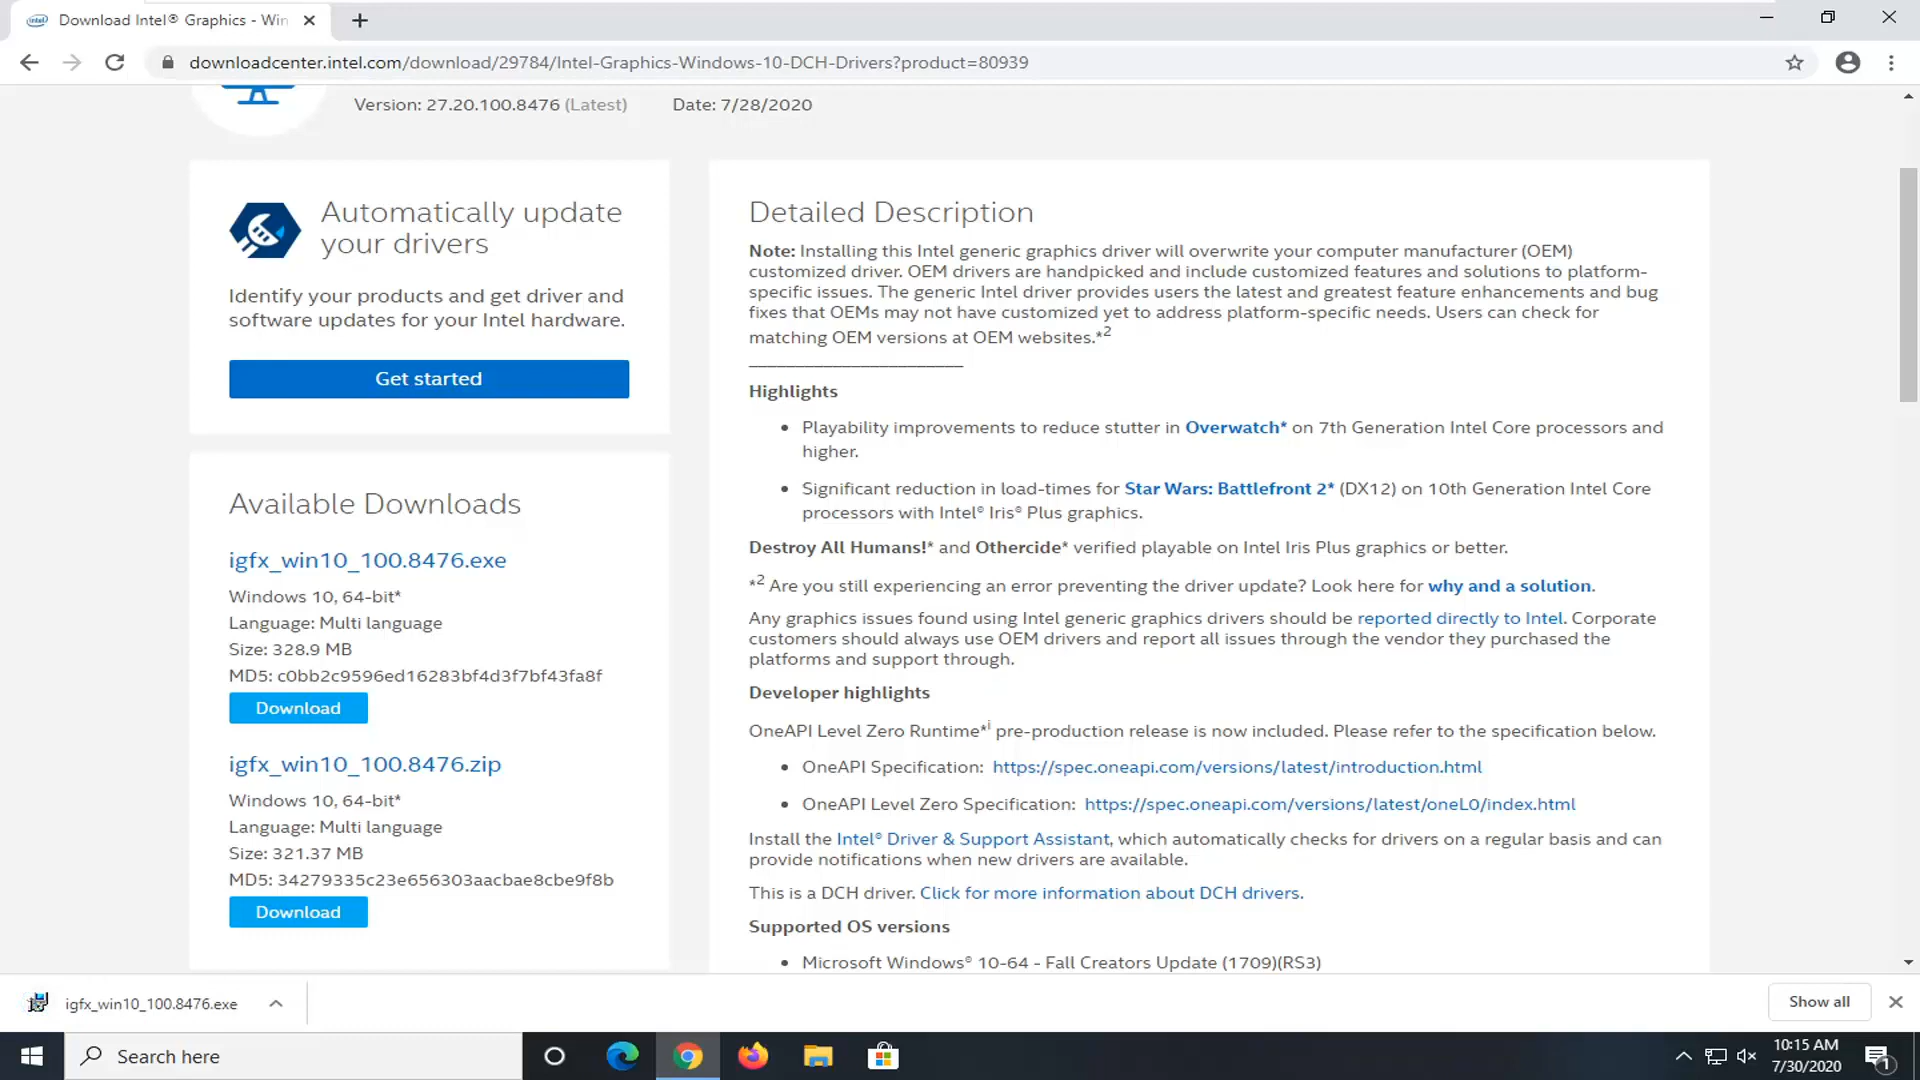 Download Intel® Graphics - Win
downloadcenter.intel.com/download/29784/Intel-Graphics-Windows-10-DCH-Drivers?product=80939
Version: 27.20.100.8476 (Latest) Date: 7/28/2020
Automatically update
your drivers
Identify your products and get driver and
software updates for your Intel hardware.
Get started
Available Downloads
igfx_win10_100.8476.exe
Windows 10, 64-bit*
Language: Multi language
Size: 328.9 MB
MD5: c0bb2c9596ed16283bf4d3f7bf43fa8f
Download
igfx_win10_100.8476.zip
Windows 10, 64-bit*
Language: Multi language
Size: 321.37 MB
MD5: 34279335c23e656303aacbae8cbe9f8b
Download
Detailed Description
Note: Installing this Intel generic graphics driver will overwrite your computer manufacturer (OEM)
customized driver. OEM drivers are handpicked and include customized features and solutions to platform-
specific issues. The generic Intel driver provides users the latest and greatest feature enhancements and bug
fixes that OEMs may not have customized yet to address platform-specific needs. Users can check for
matching OEM versions at OEM websites.*2
Highlights
• Playability improvements to reduce stutter in Overwatch* on 7th Generation Intel Core processors and
higher.
• Significant reduction in load-times for Star Wars: Battlefront 2* (DX12) on 10th Generation Intel Core
processors with Intel® Iris® Plus graphics.
Destroy All Humans!* and Othercide* verified playable on Intel Iris Plus graphics or better.
*2 Are you still experiencing an error preventing the driver update? Look here for why and a solution.
Any graphics issues found using Intel generic graphics drivers should be reported directly to Intel. Corporate
customers should always use OEM drivers and report all issues through the vendor they purchased the
platforms and support through.
Developer highlights
OneAPI Level Zero Runtime*i pre-production release is now included. Please refer to the specification below.
• OneAPI Specification: https://spec.oneapi.com/versions/latest/introduction.html
• OneAPI Level Zero Specification: https://spec.oneapi.com/versions/latest/oneL0/index.html
Install the Intel® Driver & Support Assistant, which automatically checks for drivers on a regular basis and can
provide notifications when new drivers are available.
This is a DCH driver. Click for more information about DCH drivers.
Supported OS versions
• Microsoft Windows® 10-64 - Fall Creators Update (1709)(RS3)
igfx_win10_100.8476.exe
Show all
Search here
10:15 AM
7/30/2020
1